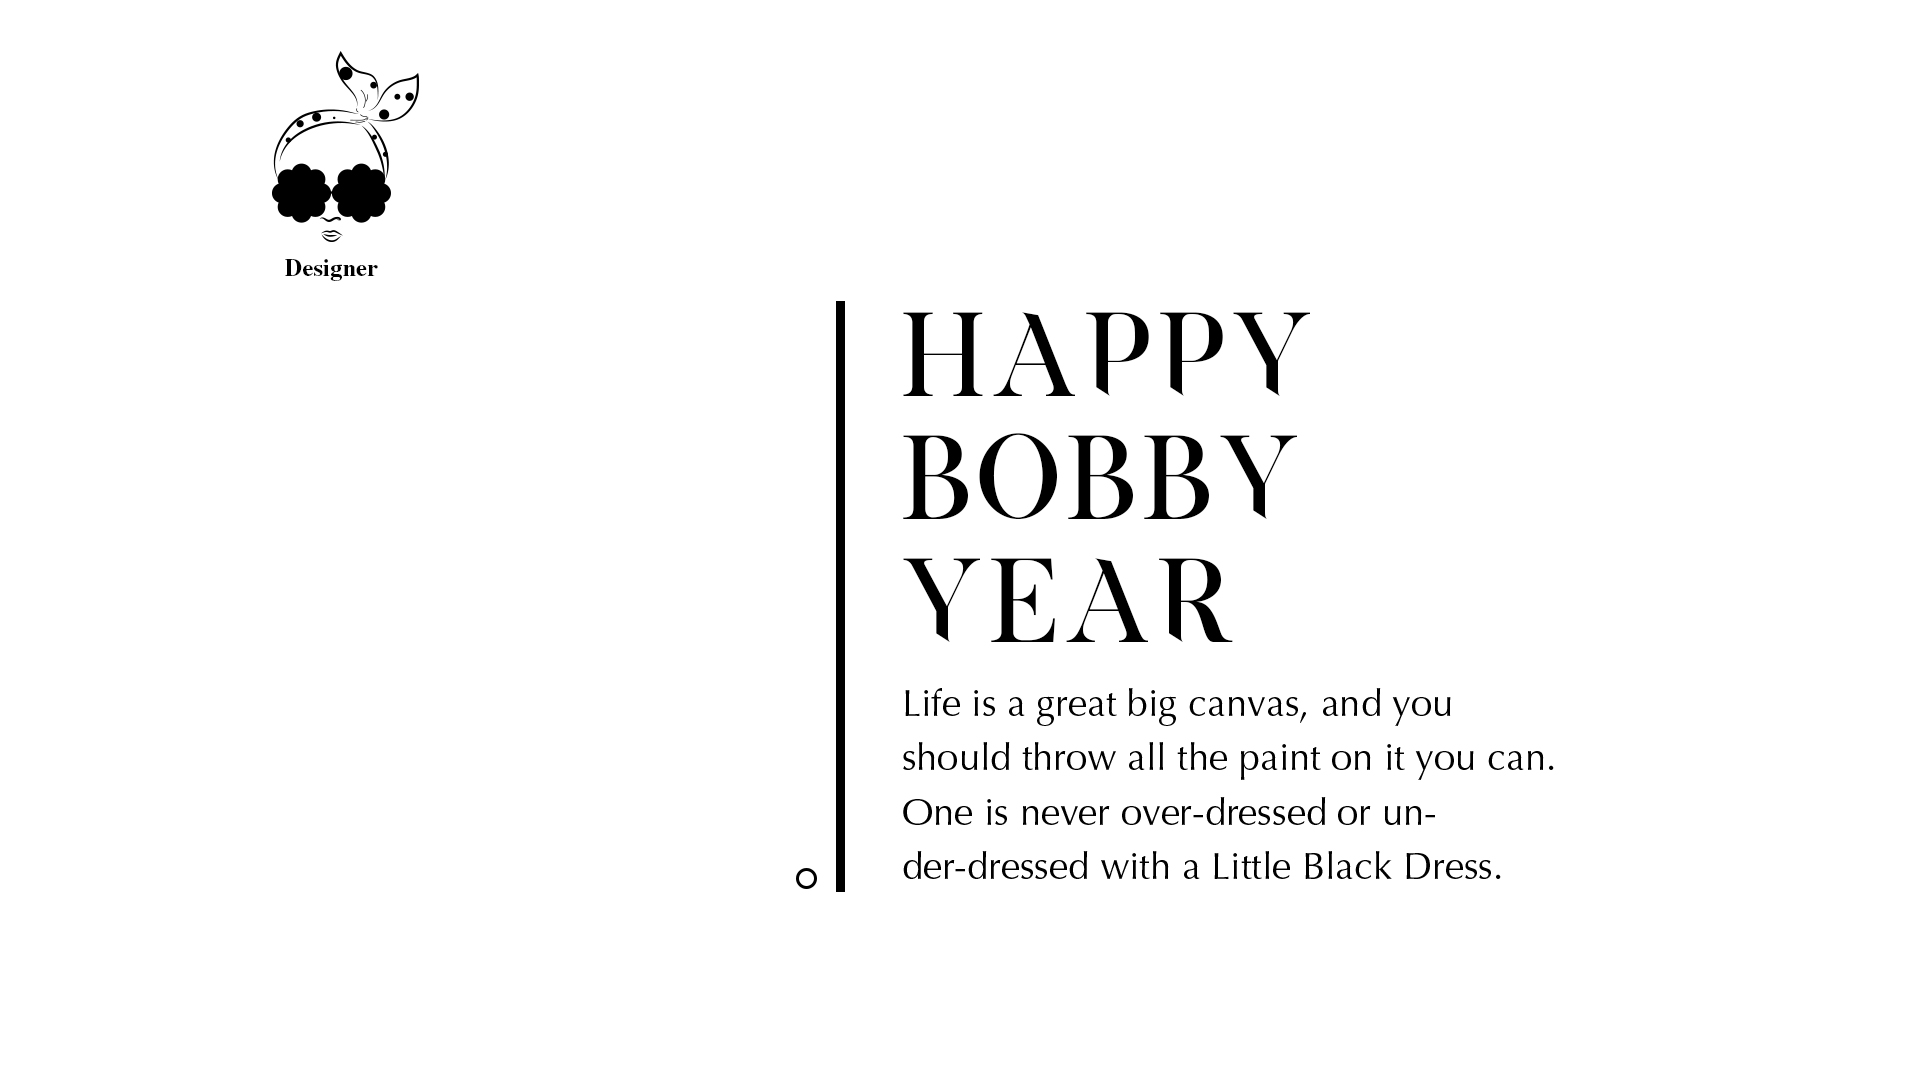 Designer
HAPPY
BOBBY
YEAR
Life is a great big canvas, and you
should throw all the paint on it you can.
One is never over-dressed or un-
der-dressed with a Little Black Dress.